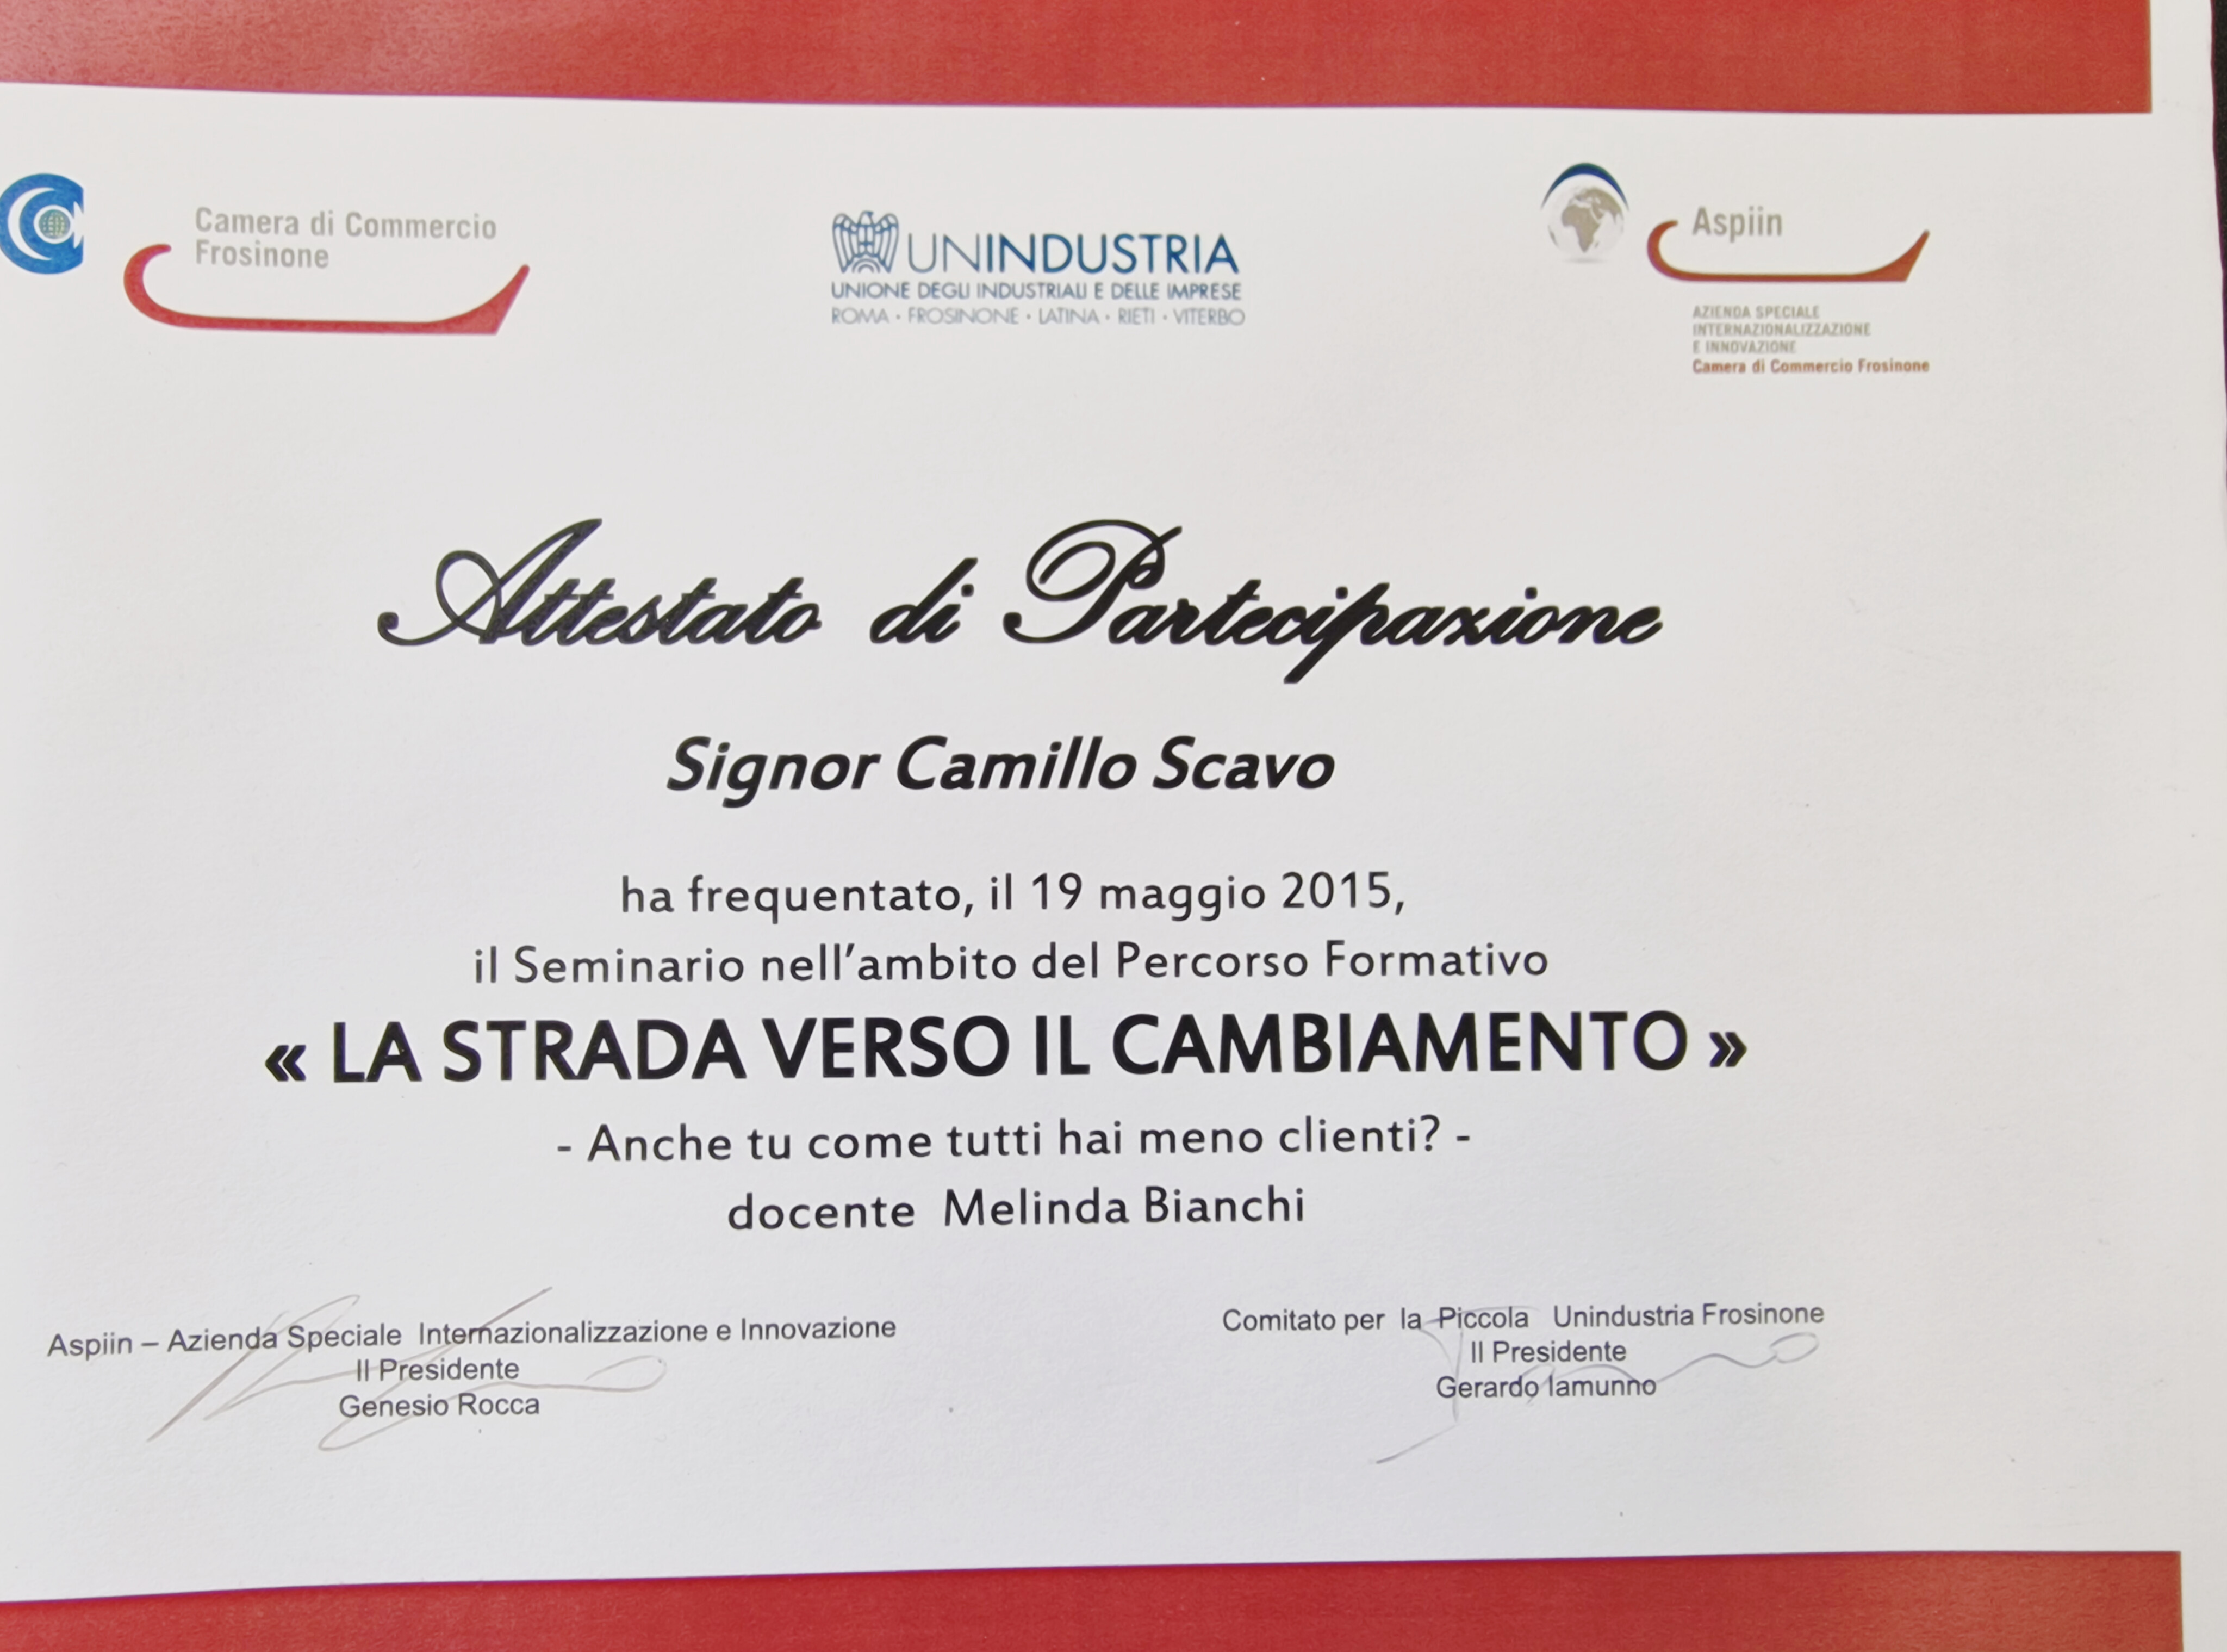 Camera di Commercio
Frosinone
UNINDUSTRIA
UNIONE DEGLI INDUSTRIALI E DELLE IMPRESE
ROMA • FROSINONE • LATINA • RIETI • VITERBO
Aspiin
AZIENDA SPECIALE
INTERNAZIONALIZZAZIONE
E INNOVAZIONE
Camera di Commercio Frosinone
Attestato di Partecipazione
Signor Camillo Scavo
ha frequentato, il 19 maggio 2015,
il Seminario nell'ambito del Percorso Formativo
« LA STRADA VERSO IL CAMBIAMENTO »
- Anche tu come tutti hai meno clienti? -
docente Melinda Bianchi
Aspiin – Azienda Speciale Internazionalizzazione e Innovazione
Il Presidente
Genesio Rocca
Comitato per la Piccola Unindustria Frosinone
Il Presidente
Gerardo Iamunno